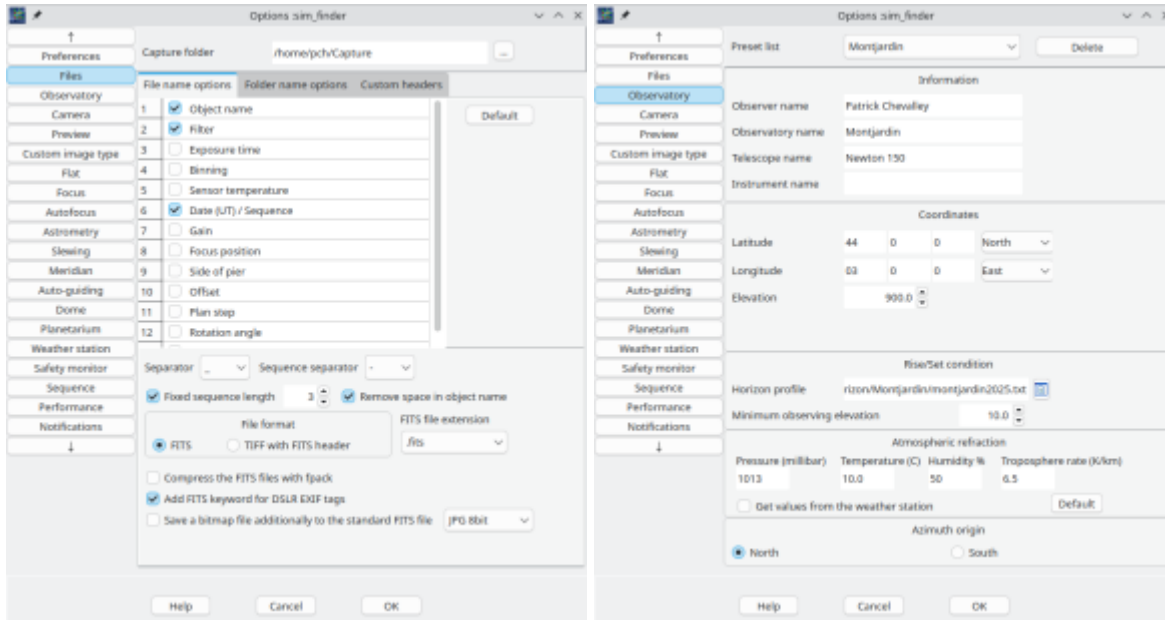 Options :sim_finder
↑
Preferences
Files
Observatory
Camera
Preview
Custom image type
Flat
Focus
Autofocus
Astrometry
Slewing
Meridian
Auto-guiding
Dome
Planetarium
Weather station
Safety monitor
Sequence
Performance
Notifications
↓
Capture folder /home/pch/Capture ...
File name options Folder name options Custom headers
1 Object name
2 Filter
3 Exposure time
4 Binning
5 Sensor temperature
6 Date (UT) / Sequence
7 Gain
8 Focus position
9 Side of pier
10 Offset
11 Plan step
12 Rotation angle
Default
Separator _ Sequence separator -
Fixed sequence length 3 Remove space in object name
File format
FITS TIFF with FITS header
FITS file extension
.fits
Compress the FITS files with fpack
Add FITS keyword for DSLR EXIF tags
Save a bitmap file additionally to the standard FITS file JPG 8bit
Help Cancel OK
Options :sim_finder
↑
Preferences
Files
Observatory
Camera
Preview
Custom image type
Flat
Focus
Autofocus
Astrometry
Slewing
Meridian
Auto-guiding
Dome
Planetarium
Weather station
Safety monitor
Sequence
Performance
Notifications
↓
Preset list Montjardin Delete
Information
Observer name Patrick Chevalley
Observatory name Montjardin
Telescope name Newton 150
Instrument name
Coordinates
Latitude 44 0 0 North
Longitude 03 0 0 East
Elevation 900.0
Rise/Set condition
Horizon profile rizon/Montjardin/montjardin2025.txt
Minimum observing elevation 10.0
Atmospheric refraction
Pressure (millibar) Temperature (C) Humidity % Troposphere rate (K/km)
1013 10.0 50 6.5
Get values from the weather station Default
Azimuth origin
North South
Help Cancel OK